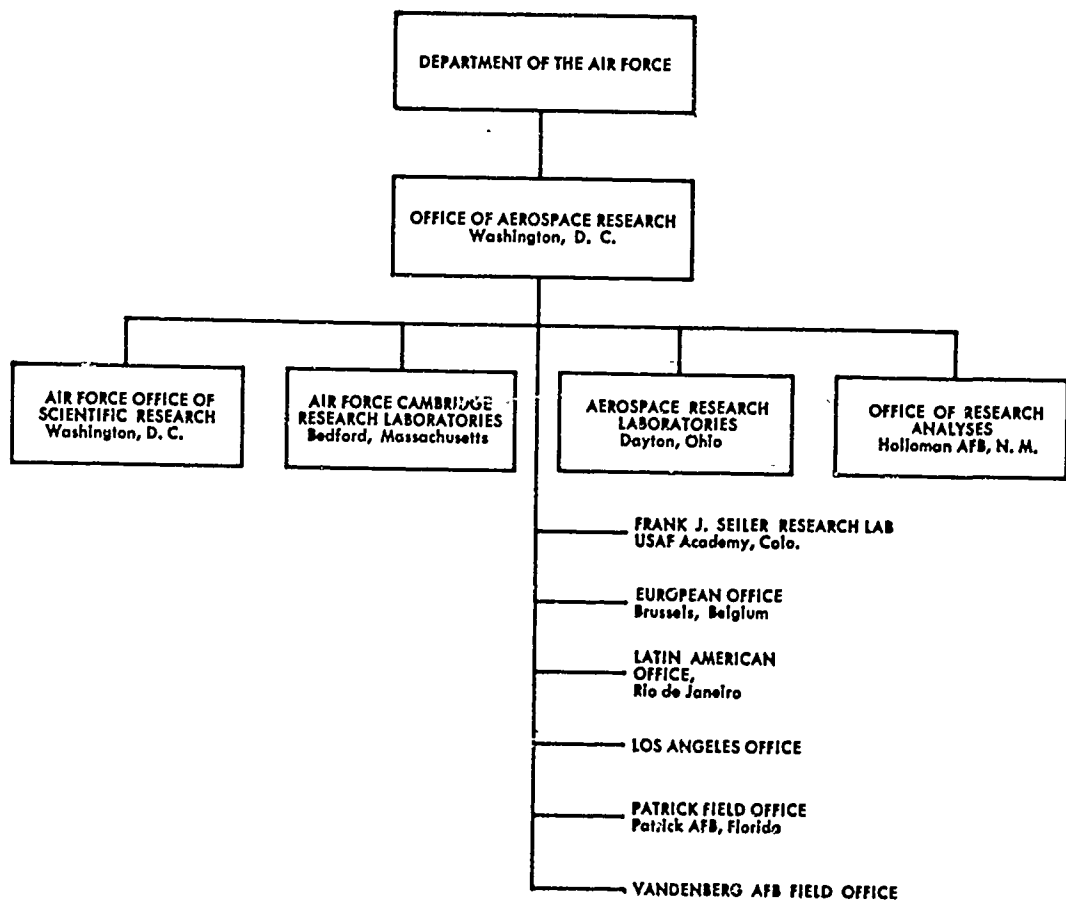 DEPARTMENT OF THE AIR FORCE
OFFICE OF AEROSPACE RESEARCH
Washington, D. C.
AIR FORCE OFFICE OF
SCIENTIFIC RESEARCH
Washington, D. C.
AIR FORCE CAMBRIDGE
RESEARCH LABORATORIES
Bedford, Massachusetts
AEROSPACE RESEARCH
LABORATORIES
Dayton, Ohio
OFFICE OF RESEARCH
ANALYSES
Holloman AFB, N. M.
FRANK J. SEILER RESEARCH LAB
USAF Academy, Colo.
EUROPEAN OFFICE
Brussels, Belgium
LATIN AMERICAN
OFFICE,
Rio de Janeiro
LOS ANGELES OFFICE
PATRICK FIELD OFFICE
Patrick AFB, Florida
VANDENBERG AFB FIELD OFFICE